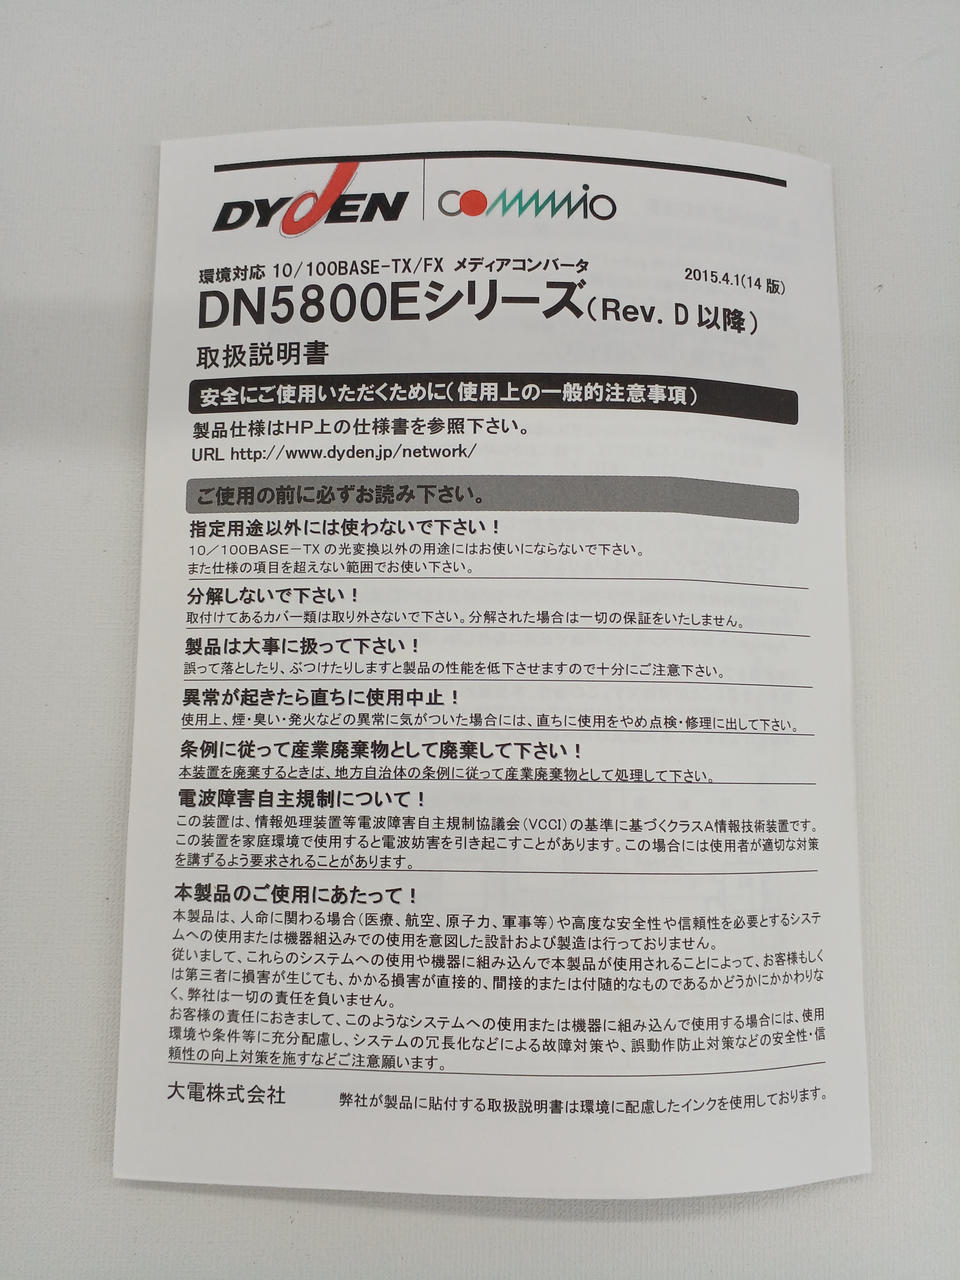 DYDEN
commmio
環境対応 10/100BASE-TX/FX メディアコンバータ
2015.4.1(14 版)
DN5800Eシリーズ(Rev. D 以降)
取扱説明書
安全にご使用いただくために(使用上の一般的注意事項)
製品仕様はHP上の仕様書を参照下さい。
URL http://www.dyden.jp/network/
ご使用の前に必ずお読み下さい。
指定用途以外には使わないで下さい！
10／100BASE－TX の光変換以外の用途にはお使いにならないで下さい。
また仕様の項目を超えない範囲でお使い下さい。
分解しないで下さい！
取付けてあるカバー類は取り外さないで下さい。分解された場合は一切の保証をいたしません。
製品は大事に扱って下さい！
誤って落としたり、ぶつけたりしますと製品の性能を低下させますので十分にご注意下さい。
異常が起きたら直ちに使用中止！
使用上、煙・臭い・発火などの異常に気がついた場合には、直ちに使用をやめ点検・修理に出して下さい。
条例に従って産業廃棄物として廃棄して下さい！
本装置を廃棄するときは、地方自治体の条例に従って産業廃棄物として処理して下さい。
電波障害自主規制について！
この装置は、情報処理装置等電波障害自主規制協議会(VCCI)の基準に基づくクラスA情報技術装置です。
この装置を家庭環境で使用すると電波妨害を引き起こすことがあります。この場合には使用者が適切な対策
を講ずるよう要求されることがあります。
本製品のご使用にあたって！
本製品は、人命に関わる場合(医療、航空、原子力、軍事等)や高度な安全性や信頼性を必要とするシステ
ムへの使用または機器組込みでの使用を意図した設計および製造は行っておりません。
従いまして、これらのシステムへの使用や機器に組み込んで本製品が使用されることによって、お客様もしく
は第三者に損害が生じても、かかる損害が直接的、間接的または付随的なものであるかどうかにかかわりな
く、弊社は一切の責任を負いません。
お客様の責任におきまして、このようなシステムへの使用または機器に組み込んで使用する場合には、使用
環境や条件等に充分配慮し、システムの冗長化などによる故障対策や、誤動作防止対策などの安全性・信
頼性の向上対策を施すなどご注意願います。
大電株式会社
弊社が製品に貼付する取扱説明書は環境に配慮したインクを使用しております。